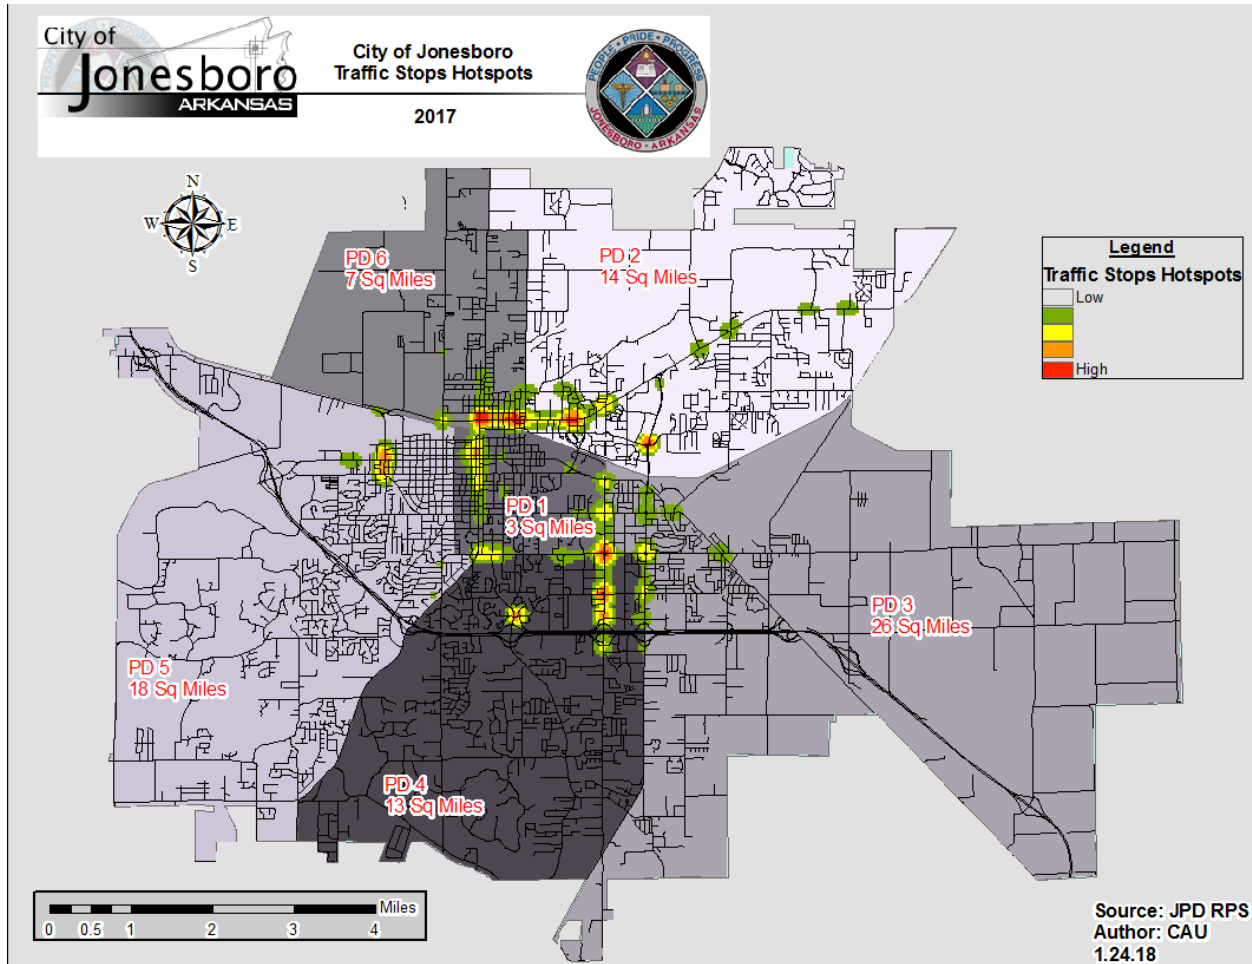 City of
Jonesboro
ARKANSAS
City of Jonesboro
Traffic Stops Hotspots
2017
PEOPLE • PRIDE • PROGRESS
JONESBORO • ARKANSAS
N
W
E
S
Legend
Traffic Stops Hotspots
Low
High
PD 6
7 Sq Miles
PD 2
14 Sq Miles
PD 1
3 Sq Miles
PD 3
26 Sq Miles
PD 5
18 Sq Miles
PD 4
13 Sq Miles
Miles
0 0.5 1 2 3 4
Source: JPD RPS
Author: CAU
1.24.18